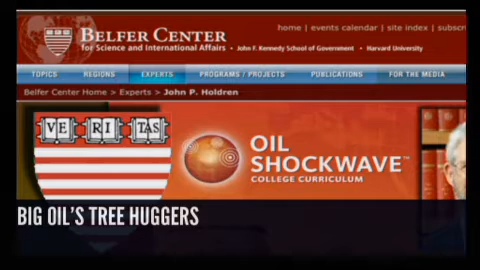 home | events calendar | site index | subscr
BELFER CENTER
for Science and International Affairs • John F. Kennedy School of Government • Harvard University
TOPICS REGIONS EXPERTS PROGRAMS / PROJECTS PUBLICATIONS FOR THE MEDIA
Belfer Center Home > Experts > John P. Holdren
VE RI TAS
OIL
SHOCKWAVE™
COLLEGE CURRICULUM
BIG OIL'S TREE HUGGERS